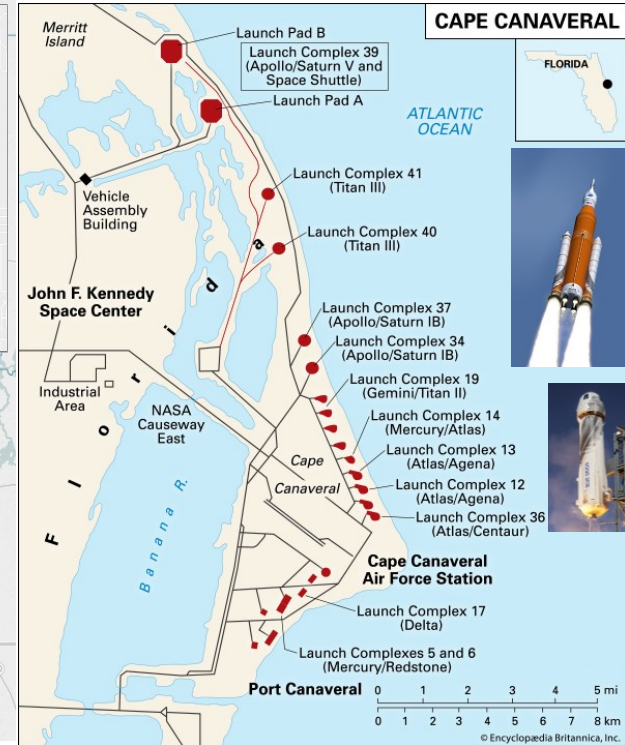 CAPE CANAVERAL
FLORIDA
Merritt
Island
Launch Pad B
Launch Complex 39
(Apollo/Saturn V and
Space Shuttle)
Launch Pad A
ATLANTIC
OCEAN
Launch Complex 41
(Titan III)
Vehicle
Assembly
Building
Launch Complex 40
(Titan III)
John F. Kennedy
Space Center
Launch Complex 37
(Apollo/Saturn IB)
Launch Complex 34
(Apollo/Saturn IB)
Industrial
Area
NASA
Causeway
East
Launch Complex 19
(Gemini/Titan II)
Launch Complex 14
(Mercury/Atlas)
Launch Complex 13
(Atlas/Agena)
Cape
Canaveral
Launch Complex 12
(Atlas/Agena)
Launch Complex 36
(Atlas/Centaur)
Florida
Banana R.
Cape Canaveral
Air Force Station
Launch Complex 17
(Delta)
Launch Complexes 5 and 6
(Mercury/Redstone)
Port Canaveral
0 1 2 3 4 5 mi
0 1 2 3 4 5 6 7 8 km
© Encyclopædia Britannica, Inc.